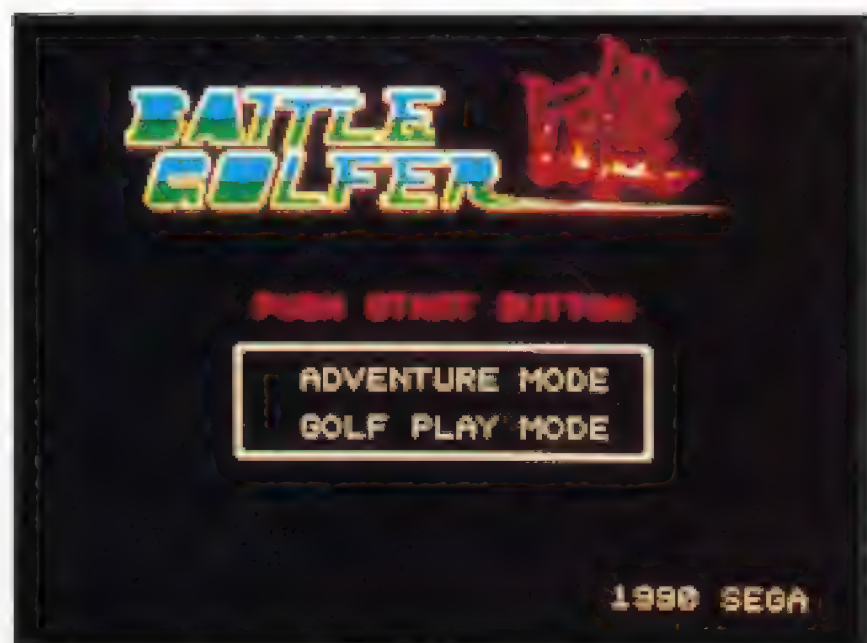 BATTLE
GOLFER
PUSH START BUTTON
ADVENTURE MODE
GOLF PLAY MODE
1990 SEGA